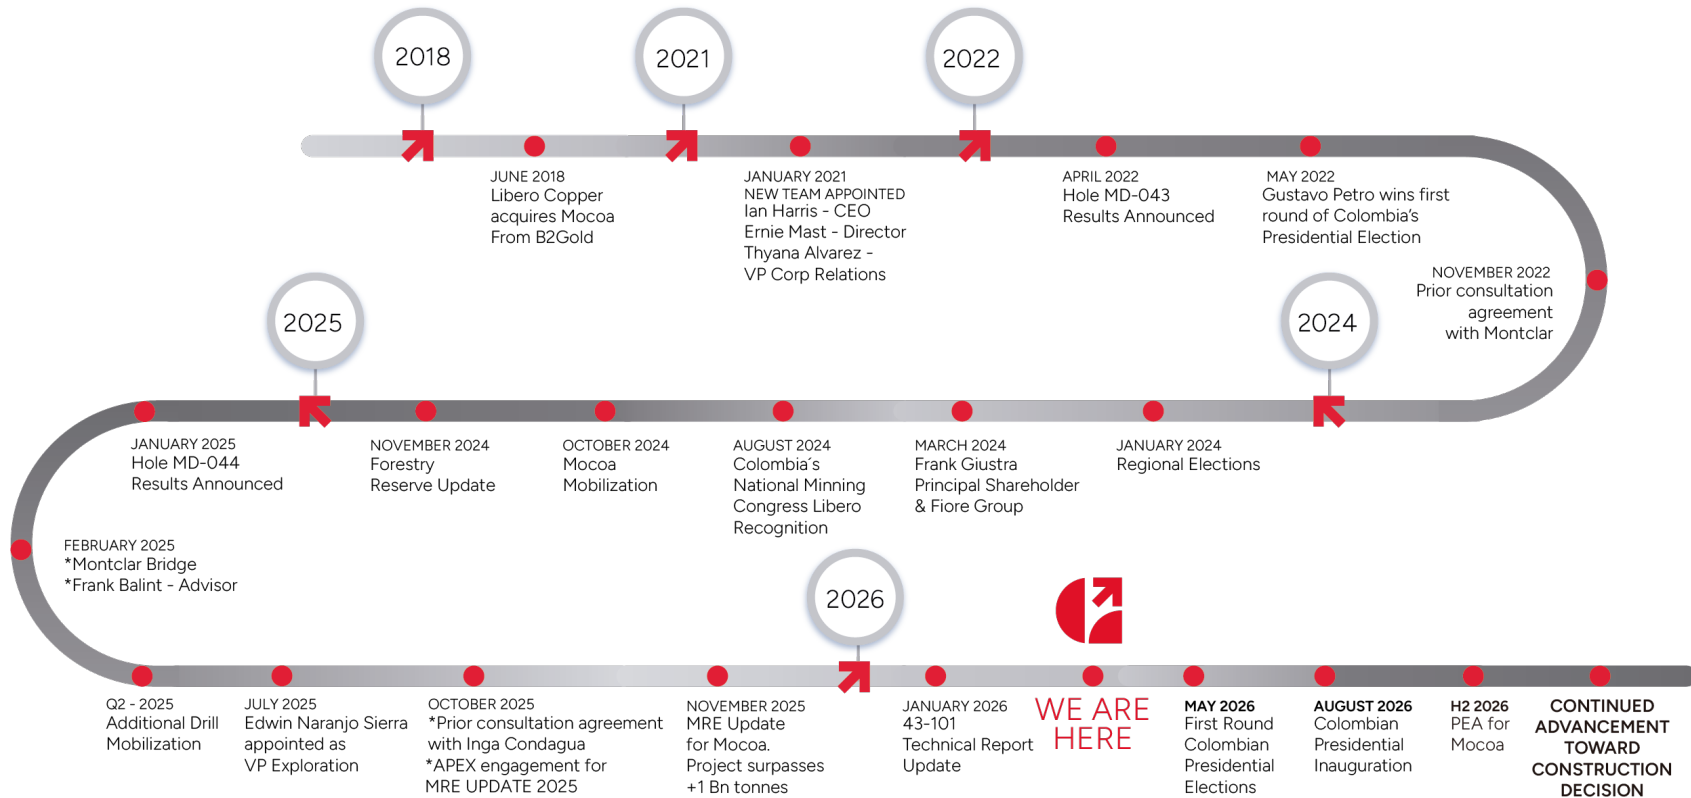 2018
2021
2022
JUNE 2018
Libero Copper
acquires Mocoa
From B2Gold
JANUARY 2021
NEW TEAM APPOINTED
Ian Harris - CEO
Ernie Mast - Director
Thyana Alvarez -
VP Corp Relations
APRIL 2022
Hole MD-043
Results Announced
MAY 2022
Gustavo Petro wins first
round of Colombia's
Presidential Election
NOVEMBER 2022
Prior consultation
agreement
with Montclar
2024
2025
JANUARY 2024
Regional Elections
MARCH 2024
Frank Giustra
Principal Shareholder
& Fiore Group
AUGUST 2024
Colombia´s
National Minning
Congress Libero
Recognition
OCTOBER 2024
Mocoa
Mobilization
NOVEMBER 2024
Forestry
Reserve Update
JANUARY 2025
Hole MD-044
Results Announced
FEBRUARY 2025
*Montclar Bridge
*Frank Balint - Advisor
2026
Q2 - 2025
Additional Drill
Mobilization
JULY 2025
Edwin Naranjo Sierra
appointed as
VP Exploration
OCTOBER 2025
*Prior consultation agreement
with Inga Condagua
*APEX engagement for
MRE UPDATE 2025
NOVEMBER 2025
MRE Update
for Mocoa.
Project surpasses
+1 Bn tonnes
JANUARY 2026
43-101
Technical Report
Update
WE ARE
HERE
MAY 2026
First Round
Colombian
Presidential
Elections
AUGUST 2026
Colombian
Presidential
Inauguration
H2 2026
PEA for
Mocoa
CONTINUED
ADVANCEMENT
TOWARD
CONSTRUCTION
DECISION